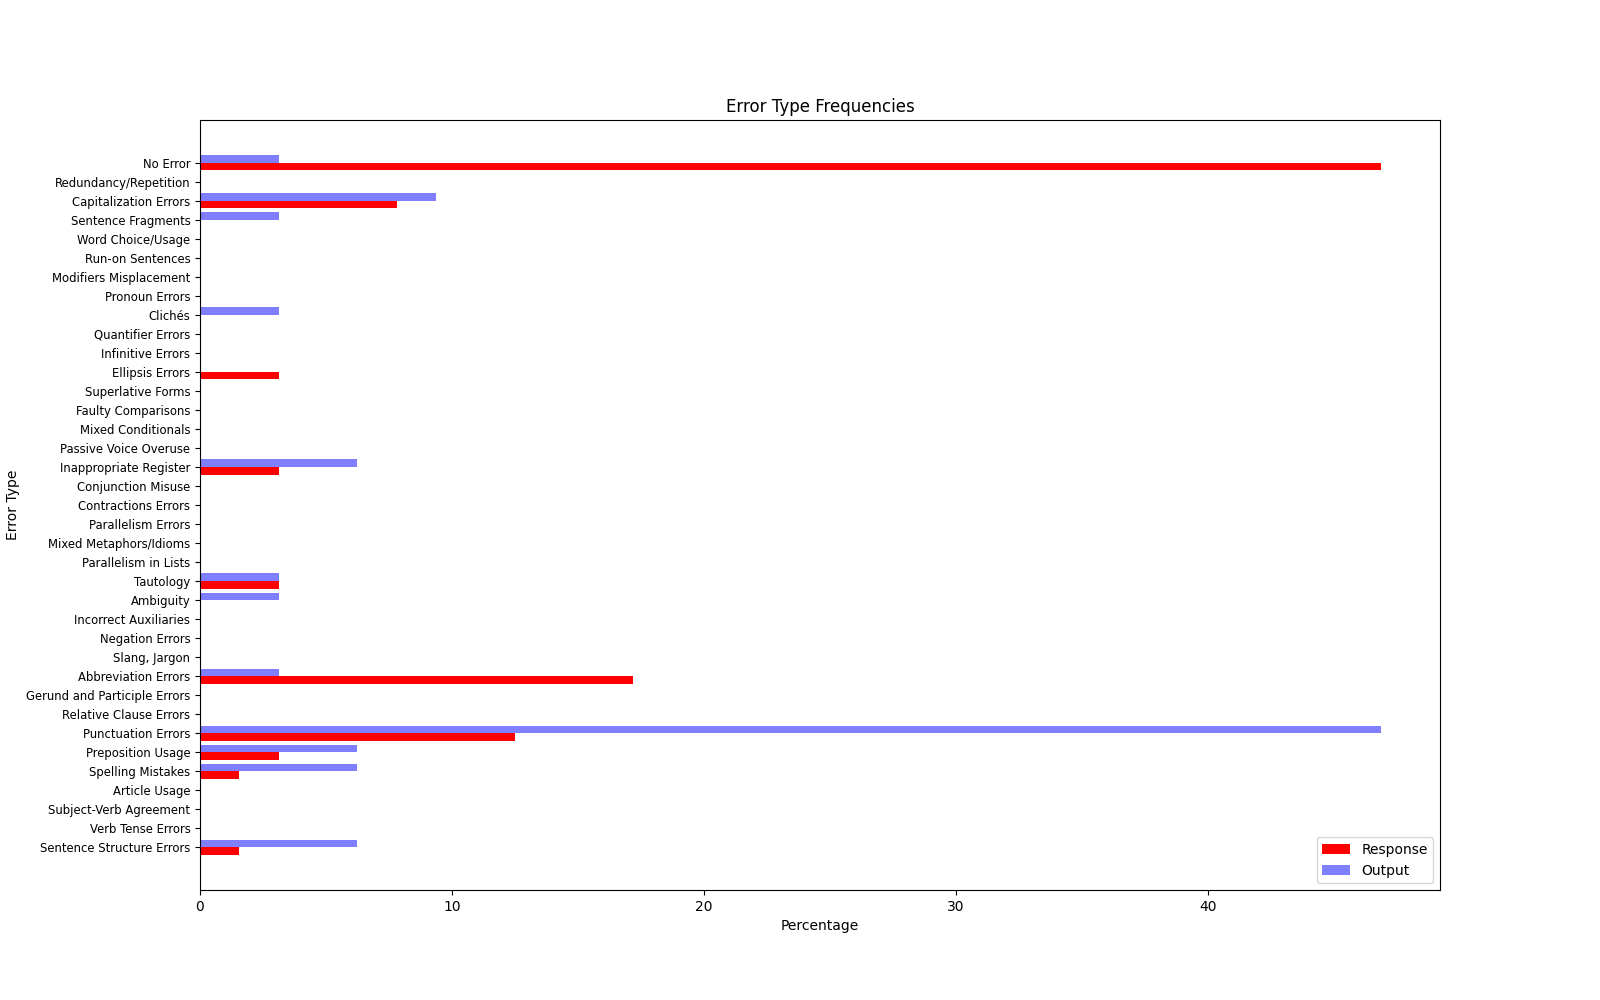 Error Type Frequencies
No Error
Redundancy/Repetition
Capitalization Errors
Sentence Fragments
Word Choice/Usage
Run-on Sentences
Modifiers Misplacement
Pronoun Errors
Clichés
Quantifier Errors
Infinitive Errors
Ellipsis Errors
Superlative Forms
Faulty Comparisons
Mixed Conditionals
Passive Voice Overuse
Inappropriate Register
Conjunction Misuse
Contractions Errors
Parallelism Errors
Mixed Metaphors/Idioms
Parallelism in Lists
Tautology
Ambiguity
Incorrect Auxiliaries
Negation Errors
Slang, Jargon
Abbreviation Errors
Gerund and Participle Errors
Relative Clause Errors
Punctuation Errors
Preposition Usage
Spelling Mistakes
Article Usage
Subject-Verb Agreement
Verb Tense Errors
Sentence Structure Errors
Error Type
Response
Output
0 10 20 30 40
Percentage